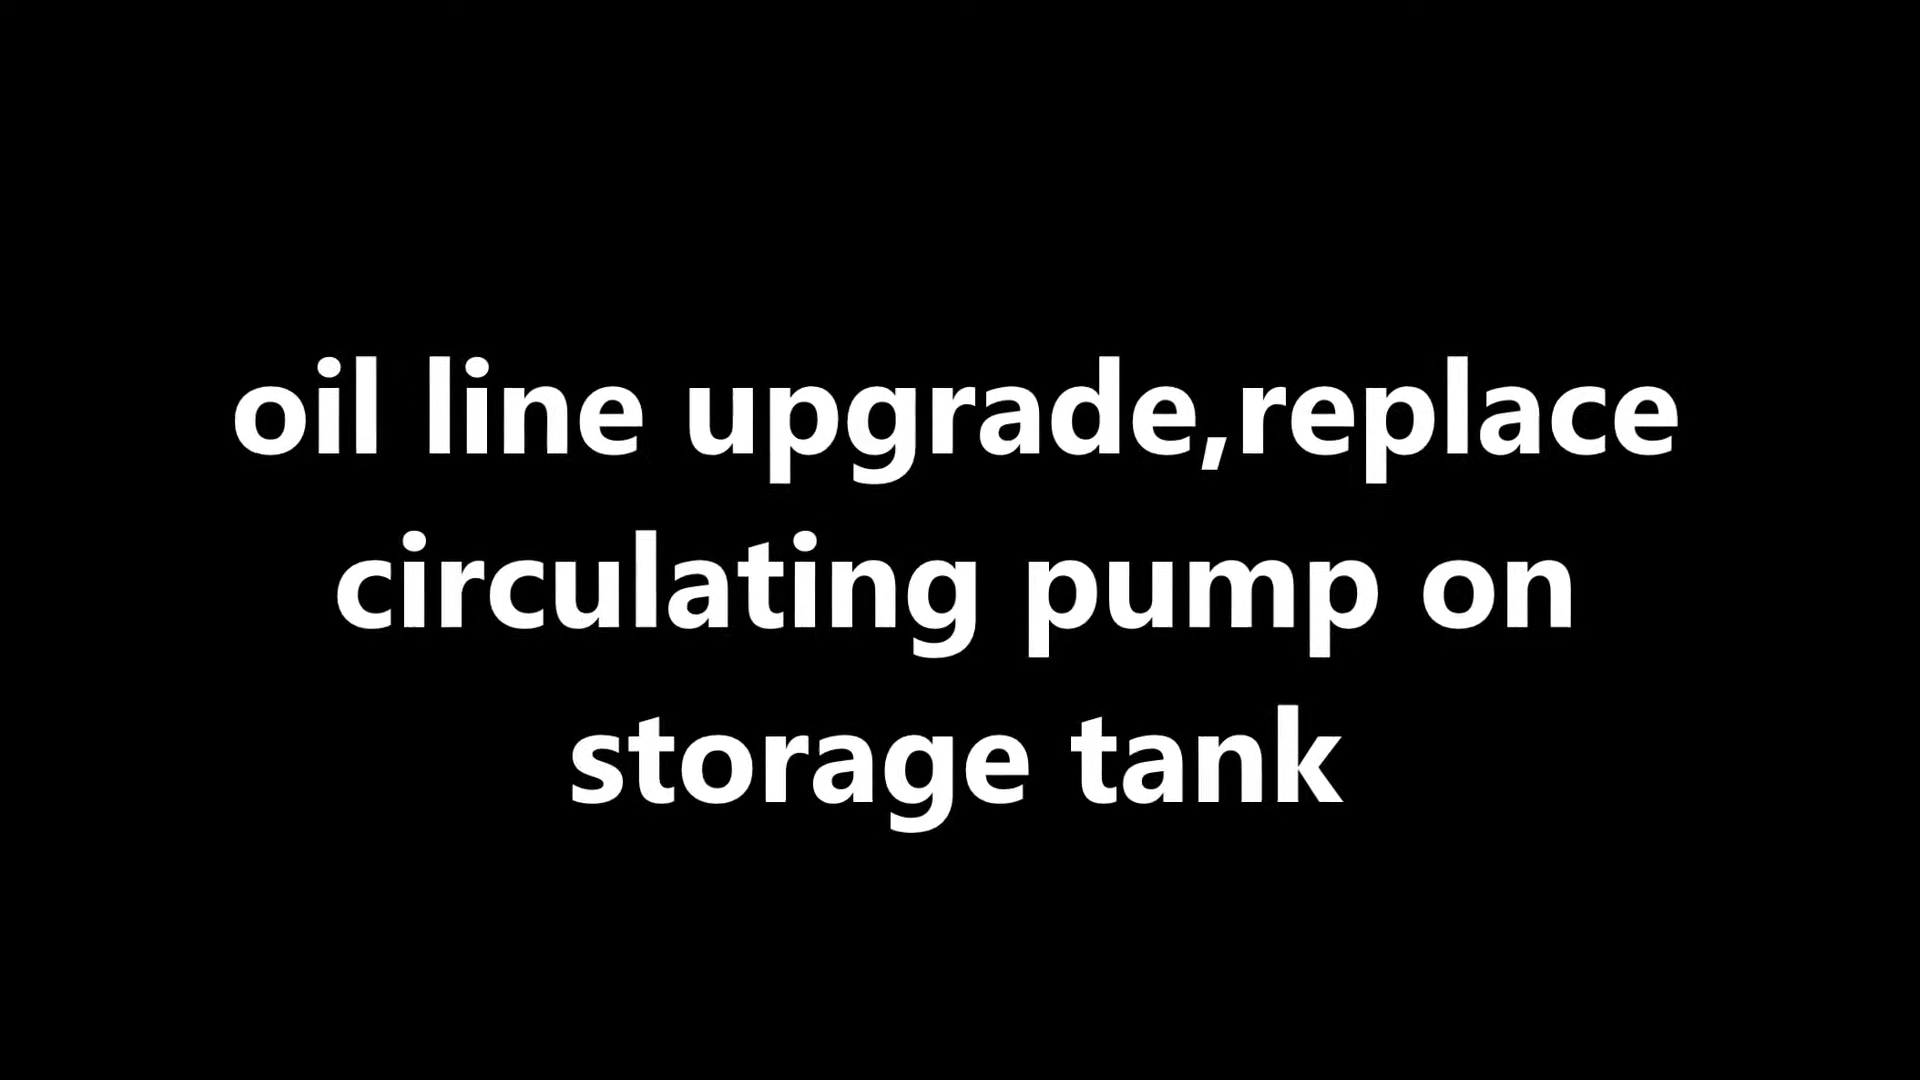 oil line upgrade,replace
circulating pump on
storage tank